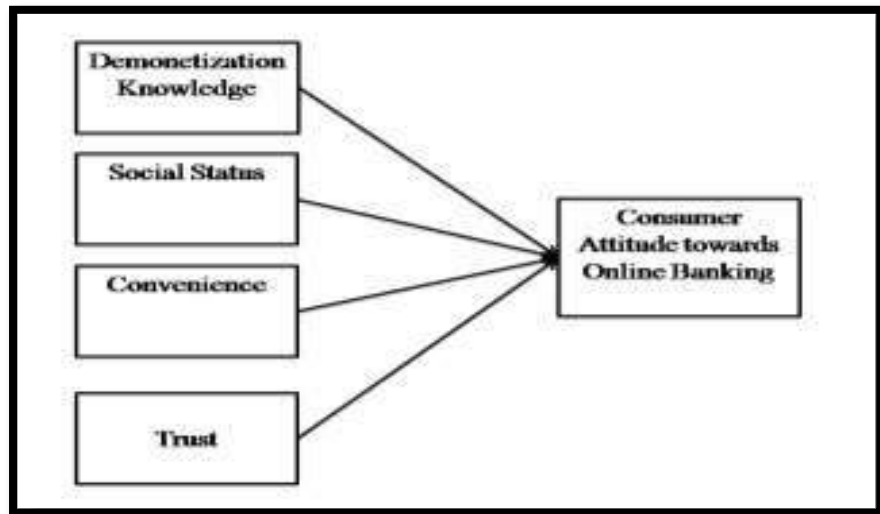 Demonetization
Knowledge
Social Status
Convenience
Trust
Consumer
Attitude towards
Online Banking